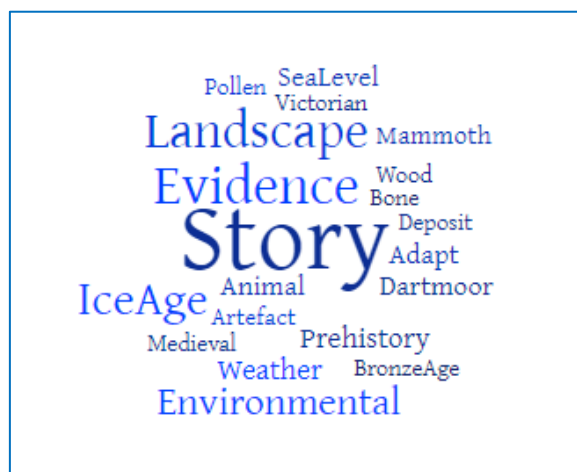 Pollen SeaLevel
Victorian
Landscape Mammoth
Evidence Wood
Bone
Story Deposit
Adapt
Animal Dartmoor
IceAge
Artefact
Prehistory
Medieval
Weather BronzeAge
Environmental